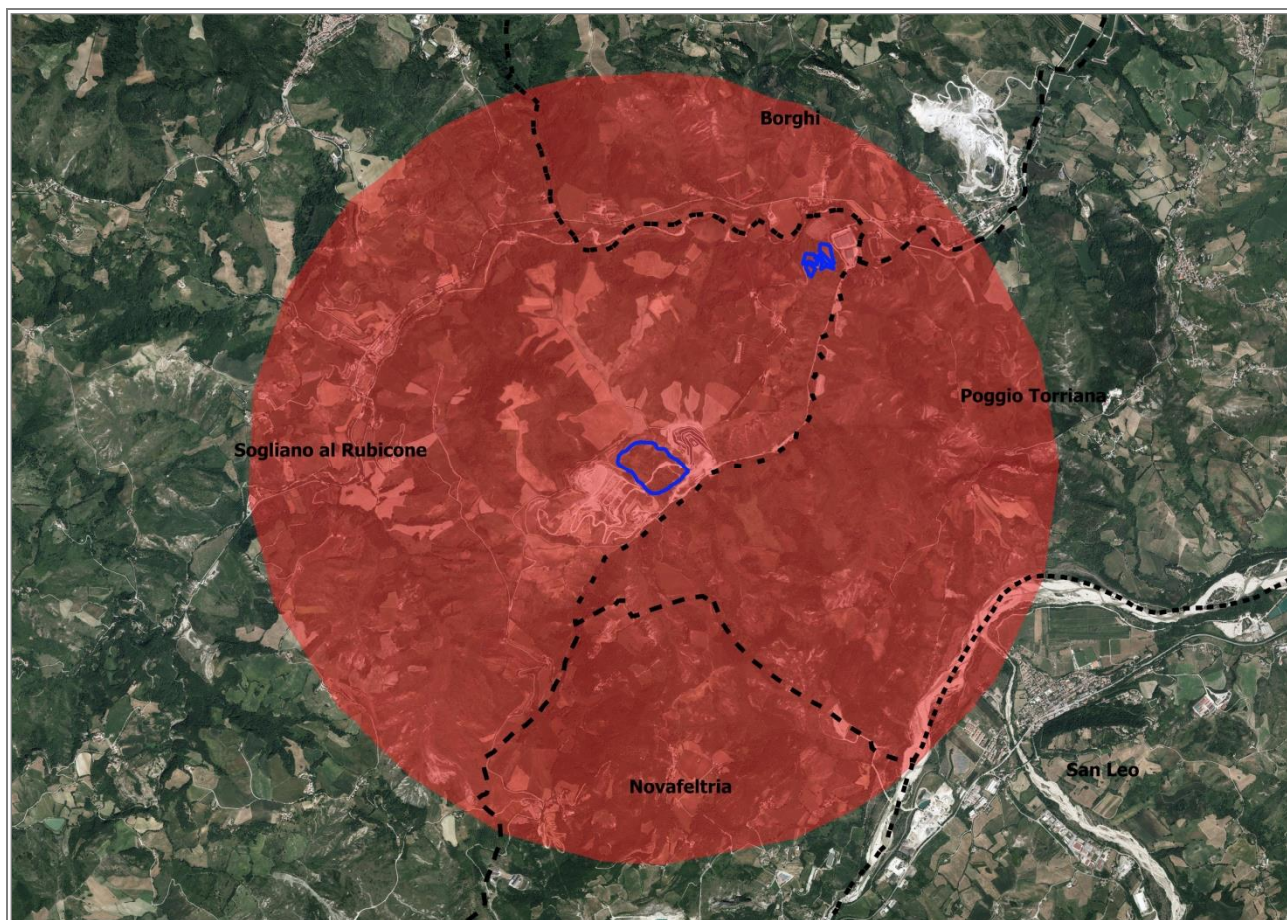 Borghi
Poggio Torriana
Sogliano al Rubicone
San Leo
Novafeltria